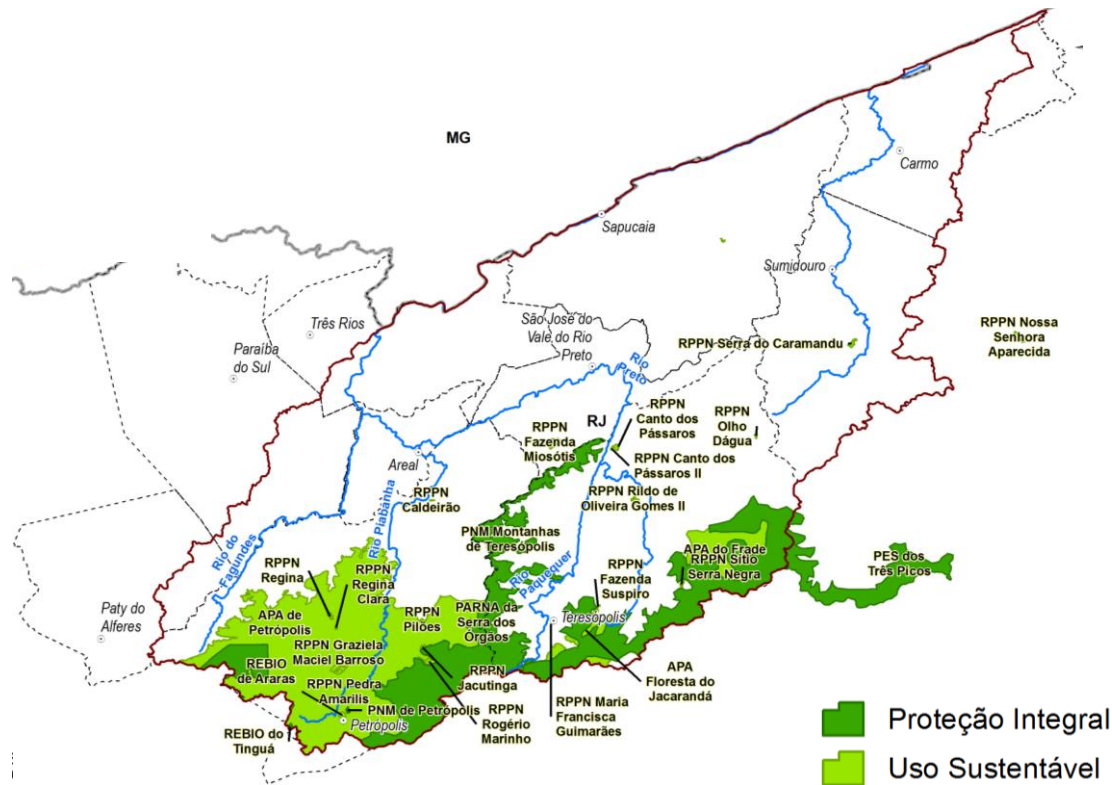 MG
Carmo
Sapucaia
Sumidouro
Três Rios
São José do
Vale do Rio
Preto
Paraíba
do Sul
RPPN Serra do Caramandu
RPPN Nossa
Senhora
Aparecida
Rio
Preto
RJ
RPPN
Canto dos
Pássaros
RPPN
Olho
Dágua
RPPN
Fazenda
Miosótis
RPPN Canto dos
Pássaros II
Areal
RPPN
Caldeirão
RPPN Rildo de
Oliveira Gomes II
Rio Piabanha
PNM Montanhas
de Teresópolis
Rio do
Fagundes
APA do Frade
RPPN Sítio
Serra Negra
PES dos
Três Picos
Rio
Paquequer
RPPN
Regina
RPPN
Regina
Clara
RPPN
Fazenda
Suspiro
Paty do
Alferes
APA de
Petrópolis
RPPN
Pilões
PARNA da
Serra dos
Órgãos
Teresópolis
RPPN Graziela
Maciel Barroso
REBIO
de Araras
RPPN
Jacutinga
APA
Floresta do
Jacarandá
RPPN Pedra
Amarilis
PNM de Petrópolis
Petrópolis
RPPN
Rogério
Marinho
RPPN Maria
Francisca
Guimarães
REBIO do
Tinguá
Proteção Integral
Uso Sustentável